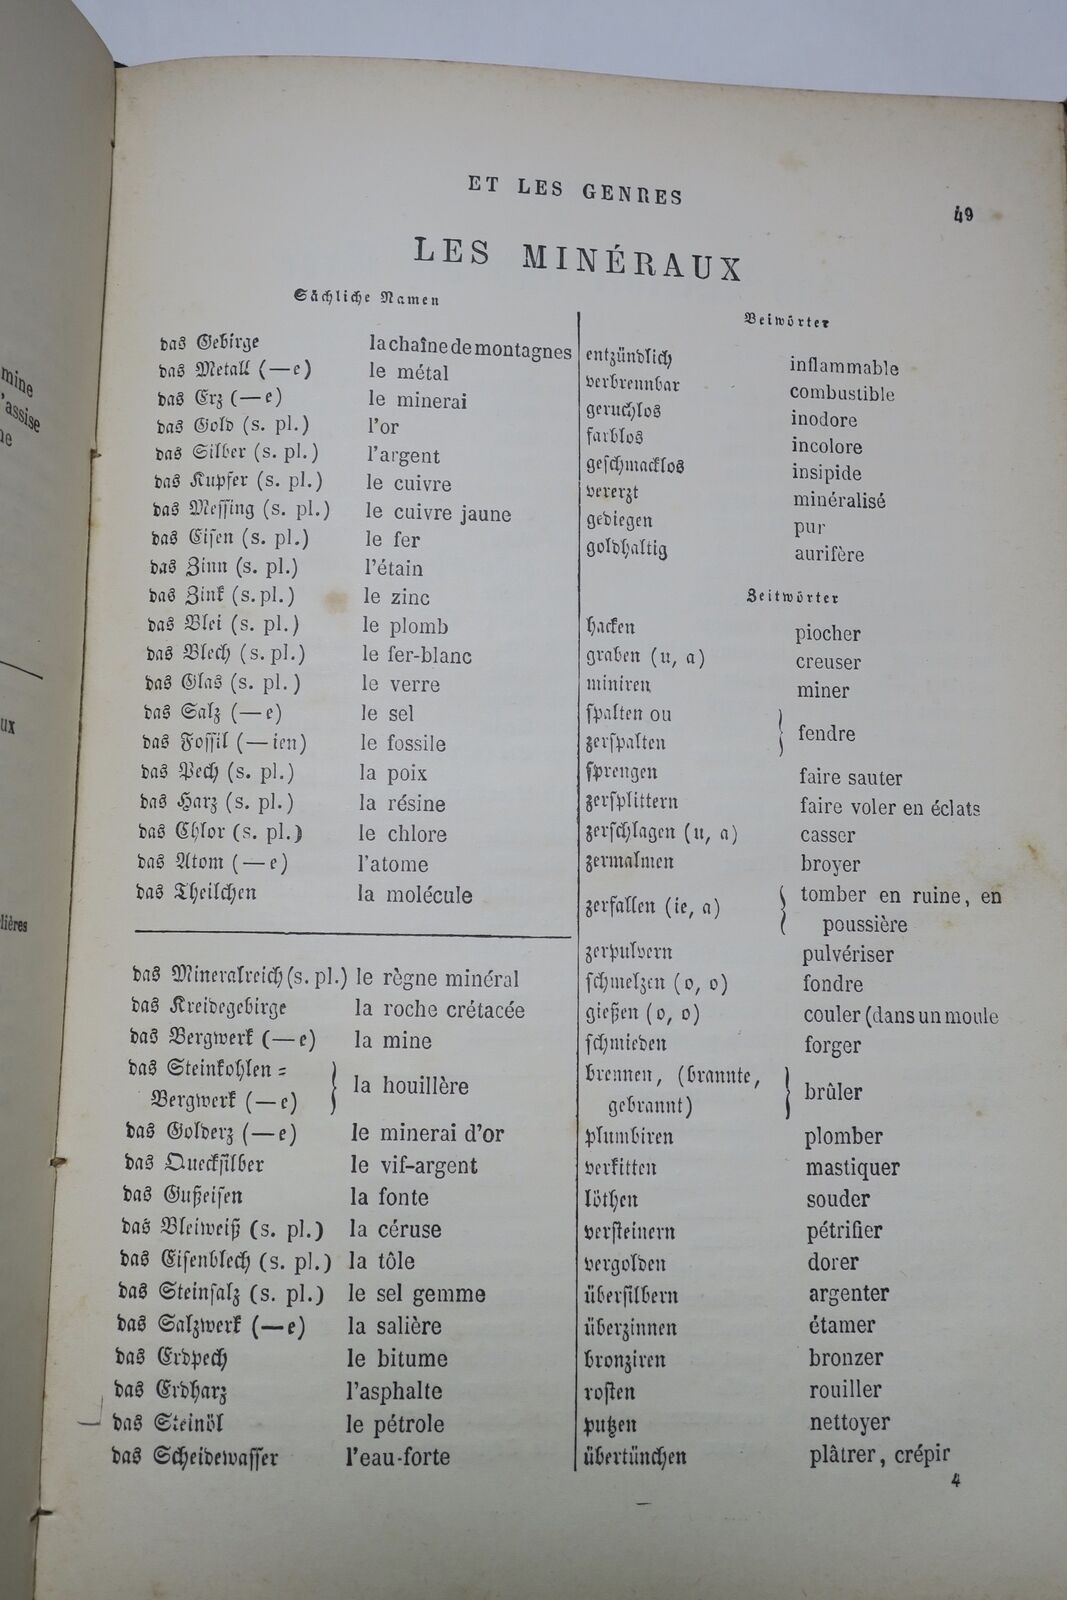 mine
'assise
ne
ux
lières
ET LES GENRES
49
LES MINÉRAUX
Sächliche Namen
das Gebirge la chaîne de montagnes
das Metall (—e) le métal
das Erz (—e) le minerai
das Gold (s. pl.) l'or
das Silber (s. pl.) l'argent
das Kupfer (s. pl.) le cuivre
das Messing (s. pl.) le cuivre jaune
das Eisen (s. pl.) le fer
das Zinn (s. pl.) l'étain
das Zink (s. pl.) le zinc
das Blei (s. pl.) le plomb
das Blech (s. pl.) le fer-blanc
das Glas (s. pl.) le verre
das Salz (—e) le sel
das Fossil (—ien) le fossile
das Pech (s. pl.) la poix
das Harz (s. pl.) la résine
das Chlor (s. pl.) le chlore
das Atom (—e) l'atome
das Theilchen la molécule
das Mineralreich (s. pl.) le règne minéral
das Kreidegebirge la roche crétacée
das Bergwerk (—e) la mine
das Steinkohlen=
Bergwerk (—e) } la houillère
das Golderz (—e) le minerai d'or
das Quecksilber le vif-argent
das Gußeisen la fonte
das Bleiweiß (s. pl.) la céruse
das Eisenblech (s. pl.) la tôle
das Steinsalz (s. pl.) le sel gemme
das Salzwerk (—e) la salière
das Erdpech le bitume
das Erdharz l'asphalte
das Steinöl le pétrole
das Scheidewasser l'eau-forte
Beiwörter
entzündlich inflammable
verbrennbar combustible
geruchlos inodore
farblos incolore
geschmacklos insipide
vererzt minéralisé
gediegen pur
goldhaltig aurifère
Zeitwörter
hacken piocher
graben (u, a) creuser
miniren miner
spalten ou
zerspalten } fendre
sprengen faire sauter
zersplittern faire voler en éclats
zerschlagen (u, a) casser
zermalmen broyer
zerfallen (ie, a) { tomber en ruine, en
poussière
zerpulvern pulvériser
schmelzen (o, o) fondre
gießen (o, o) couler (dans un moule
schmieden forger
brennen, (brannte,
gebrannt) } brûler
plumbiren plomber
verkitten mastiquer
löthen souder
versteinern pétrifier
vergolden dorer
übersilbern argenter
überzinnen étamer
bronziren bronzer
rosten rouiller
putzen nettoyer
übertünchen plâtrer, crépir
4